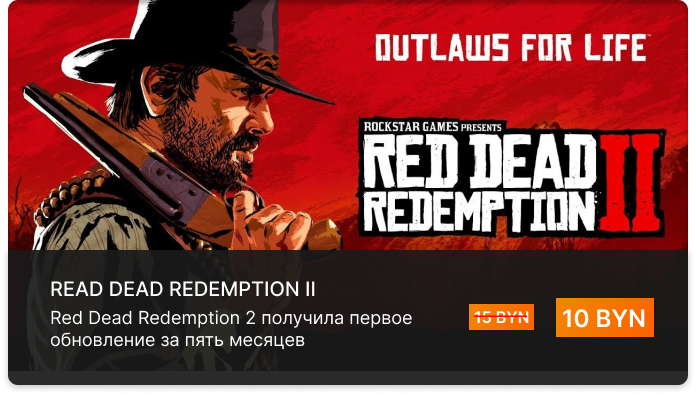 OUTLAWS FOR LIFE™
ROCKSTAR GAMES PRESENTS
RED DEAD
REDEMPTION II
READ DEAD REDEMPTION II
Red Dead Redemption 2 получила первое
обновление за пять месяцев
15 BYN
10 BYN